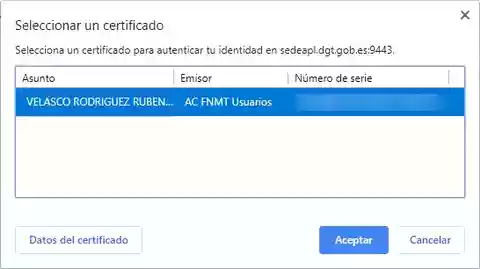 Seleccionar un certificado
Selecciona un certificado para autenticar tu identidad en sedeapl.dgt.gob.es:9443.
Asunto Emisor Número de serie
VELASCO RODRIGUEZ RUBEN... AC FNMT Usuarios
Datos del certificado Aceptar Cancelar